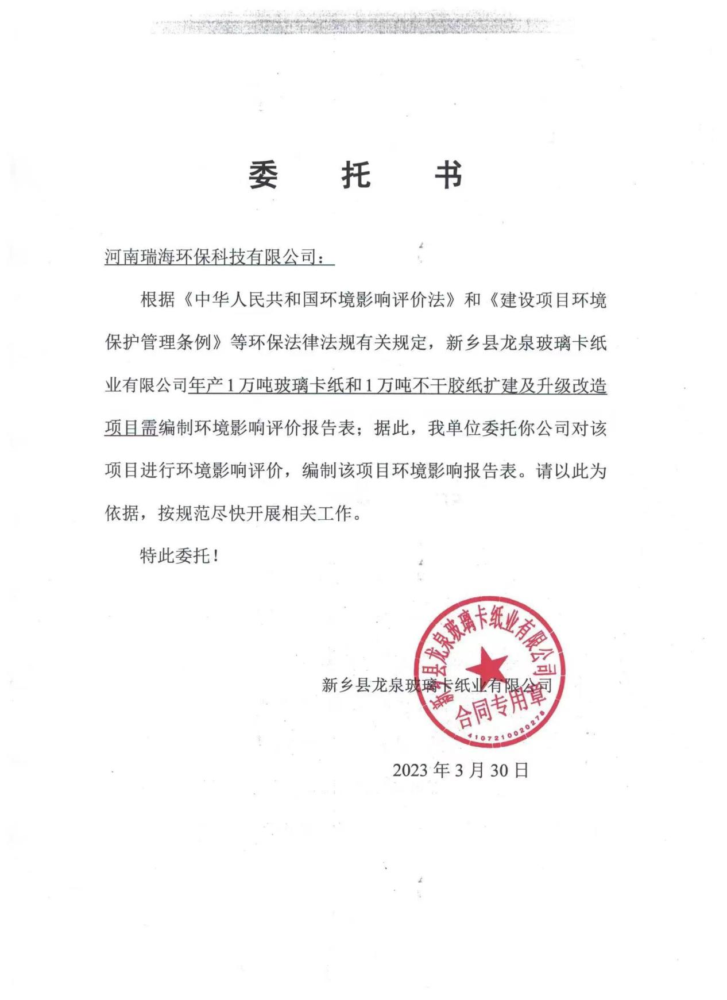 委 托 书
河南瑞海环保科技有限公司：
根据《中华人民共和国环境影响评价法》和《建设项目环境
保护管理条例》等环保法律法规有关规定，新乡县龙泉玻璃卡纸
业有限公司年产1万吨玻璃卡纸和1万吨不干胶纸扩建及升级改造
项目需编制环境影响评价报告表；据此，我单位委托你公司对该
项目进行环境影响评价，编制该项目环境影响报告表。请以此为
依据，按规范尽快开展相关工作。
特此委托！
新乡县龙泉玻璃卡纸业有限公司
新乡县龙泉玻璃卡纸业有限公司
合同专用章
4107210020278
2023年3月30日